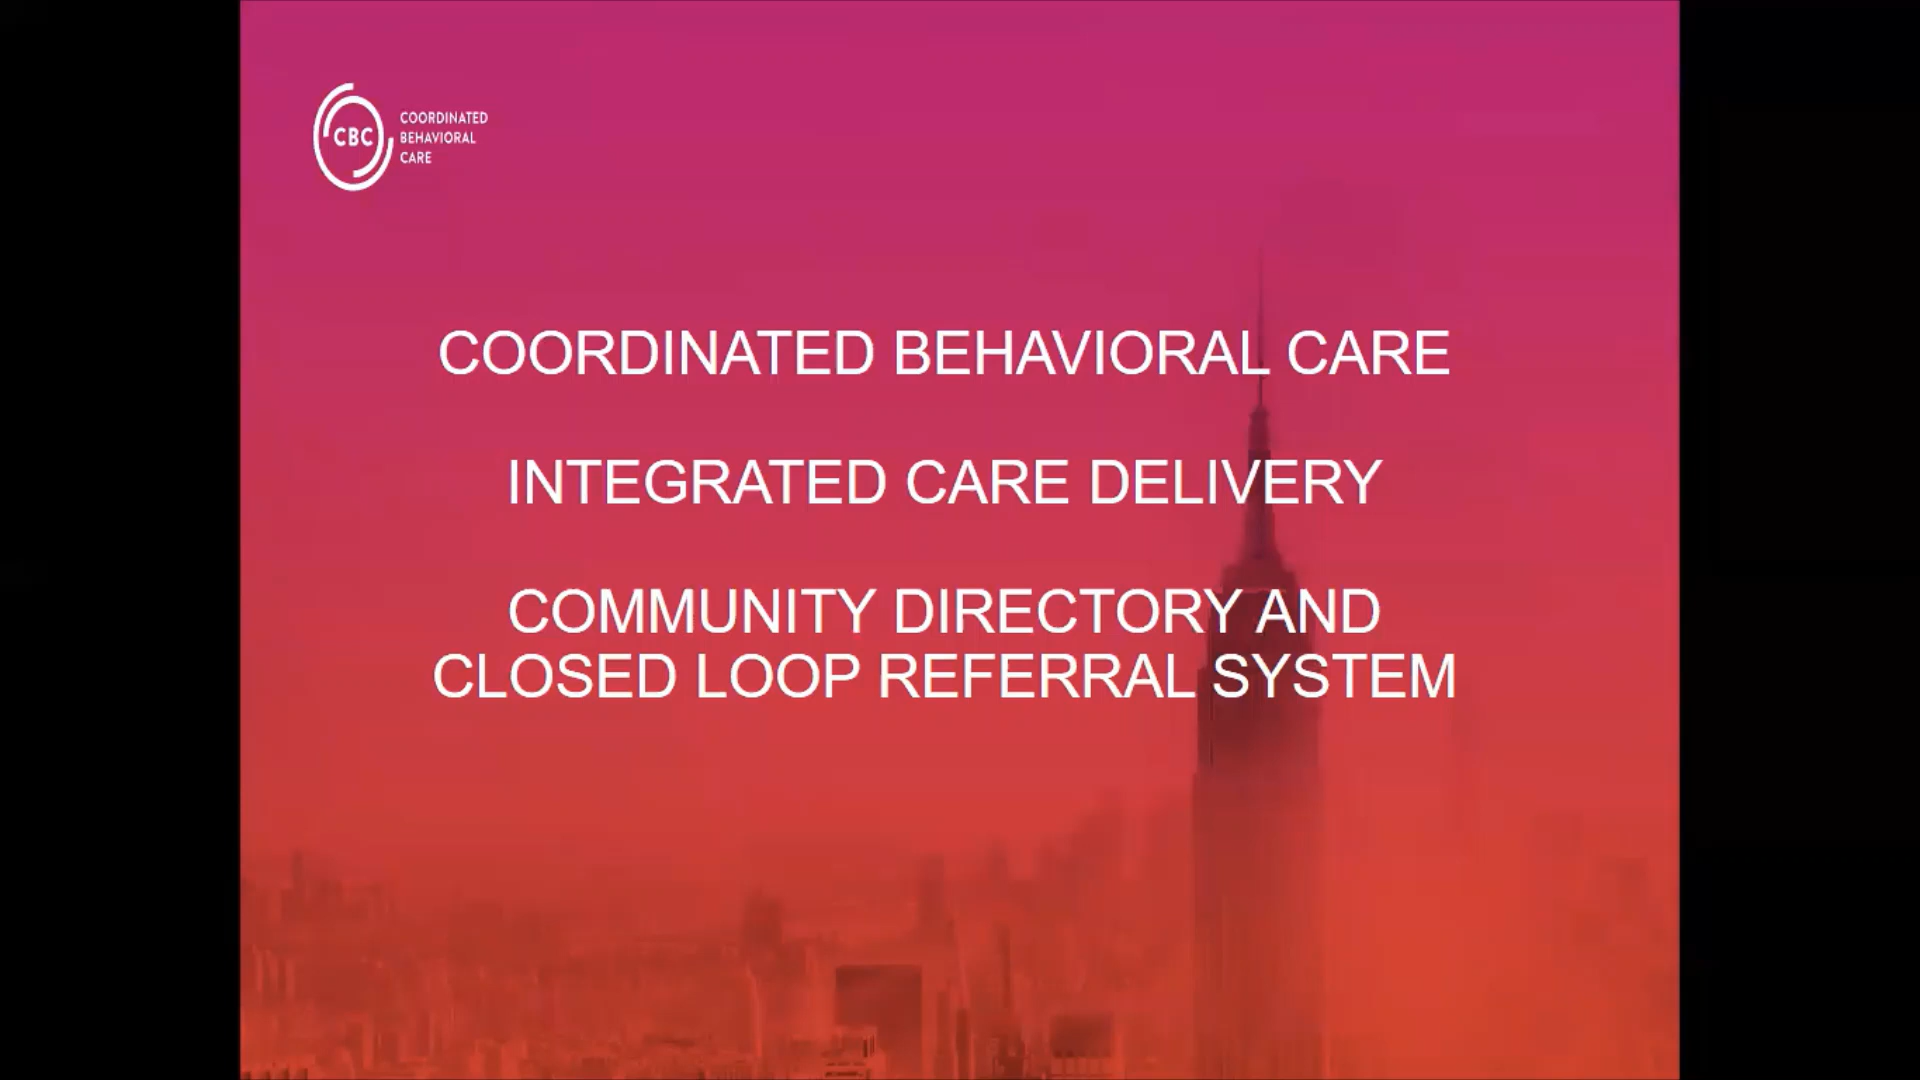 CBC
COORDINATED
BEHAVIORAL
CARE
COORDINATED BEHAVIORAL CARE
INTEGRATED CARE DELIVERY
COMMUNITY DIRECTORY AND
CLOSED LOOP REFERRAL SYSTEM